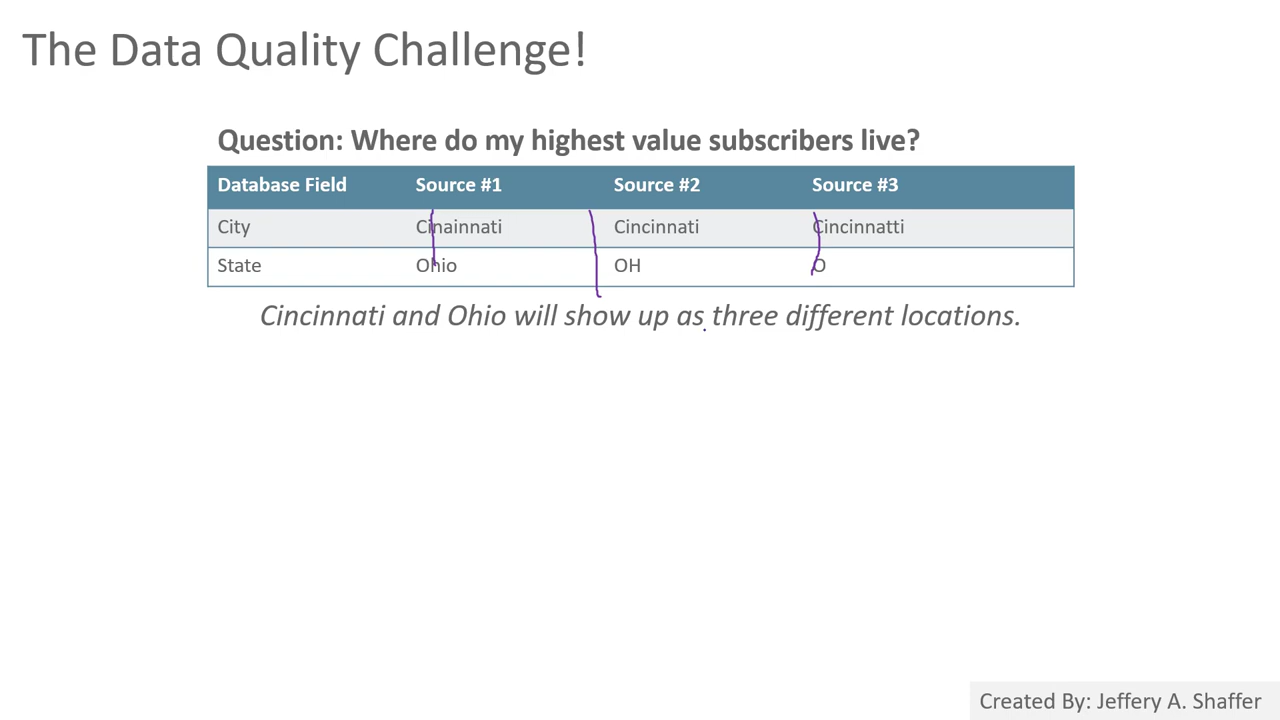 The Data Quality Challenge!
Question: Where do my highest value subscribers live?
Database Field Source #1 Source #2 Source #3
City Cinainnati Cincinnati Cincinnatti
State Ohio OH O
Cincinnati and Ohio will show up as three different locations.
Created By: Jeffery A. Shaffer